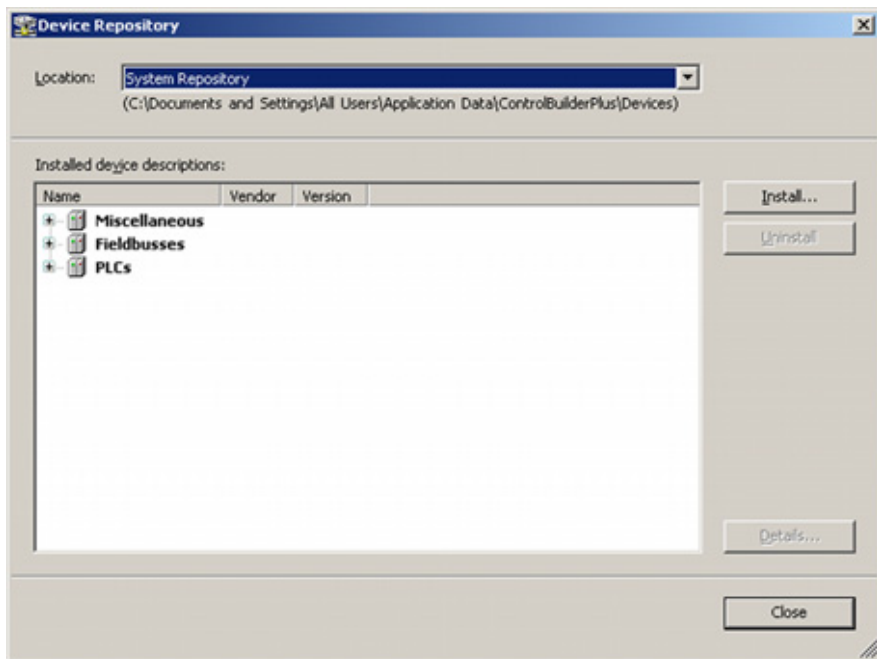 Device Repository
Location: System Repository
(C:\Documents and Settings\All Users\Application Data\ControlBuilderPlus\Devices)
Installed device descriptions:
Name Vendor Version
Miscellaneous
Fieldbusses
PLCs
Install...
Uninstall
Details...
Close